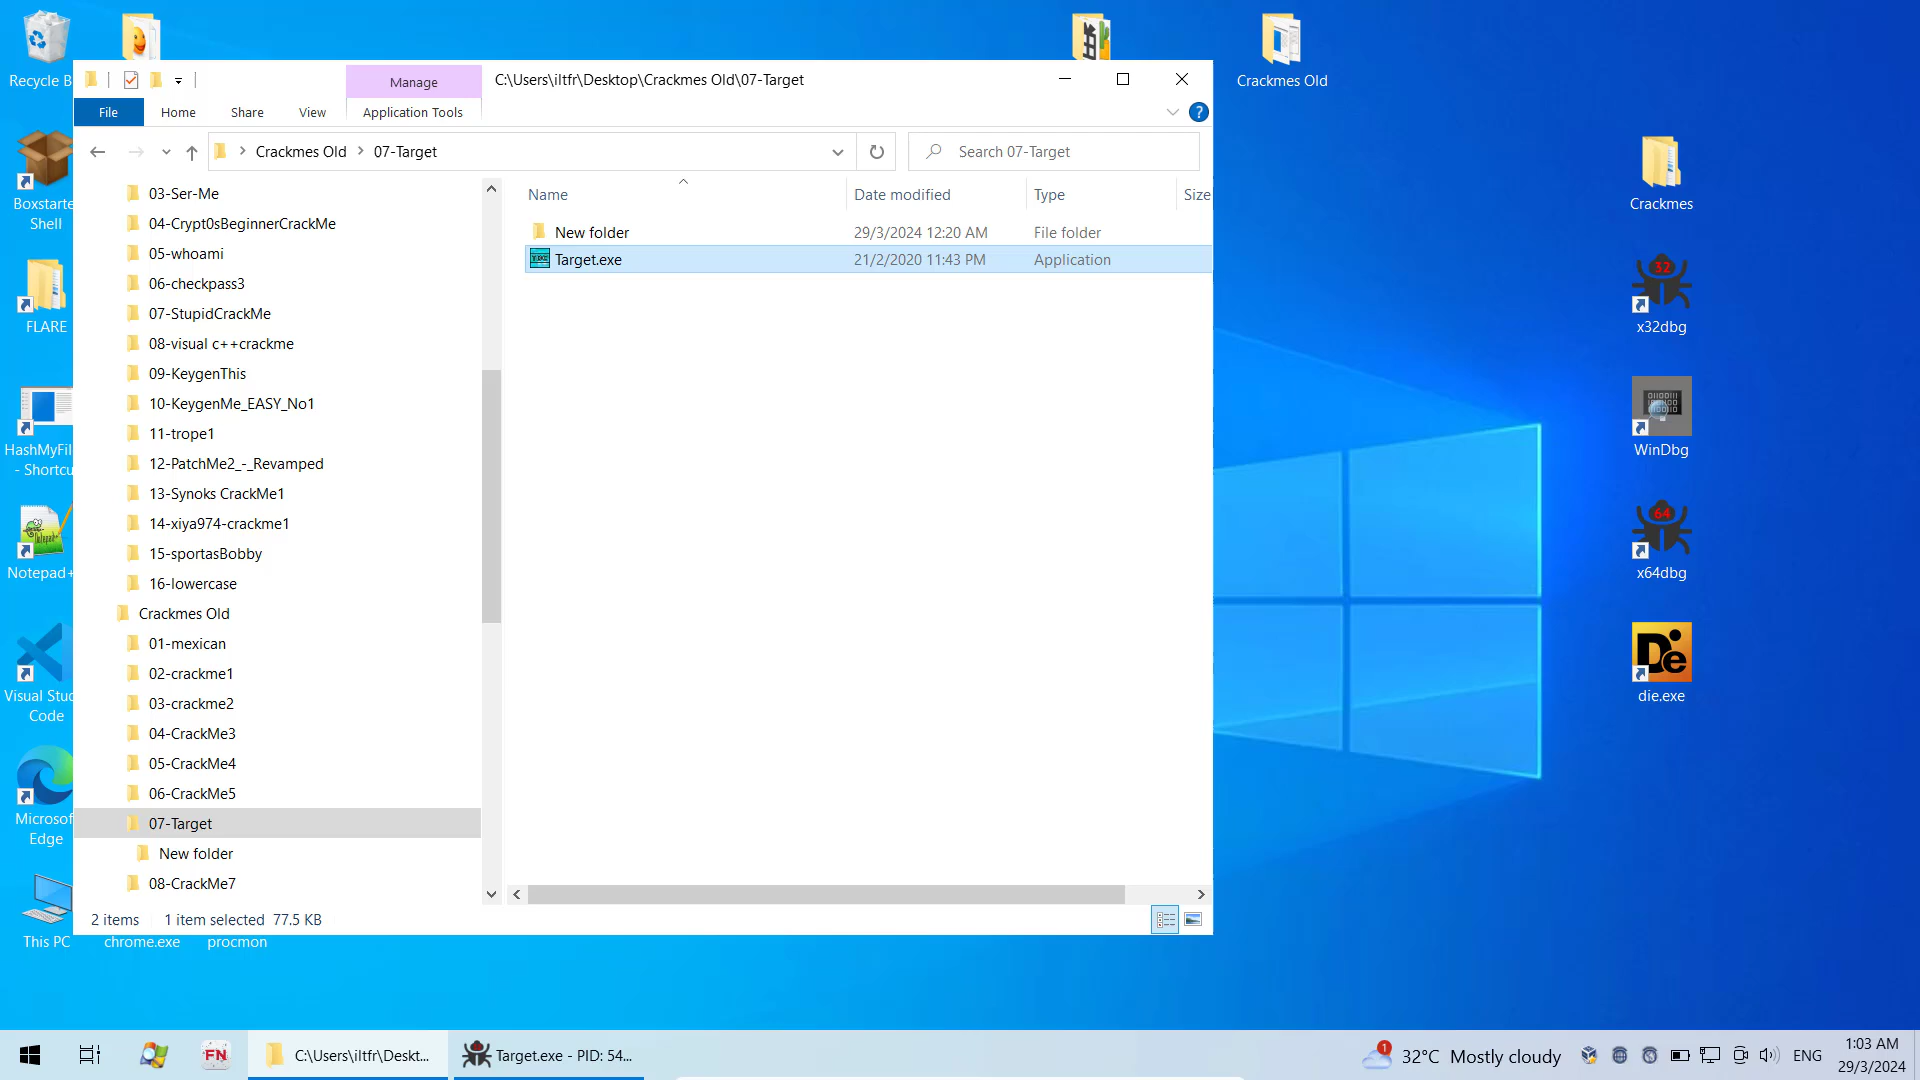 Recycle B
Manage
C:\Users\iltfr\Desktop\Crackmes Old\07-Target
File
Home
Share
View
Application Tools
Crackmes Old
07-Target
Search 07-Target
Name
Date modified
Type
Size
New folder
29/3/2024 12:20 AM
File folder
Target.exe
21/2/2020 11:43 PM
Application
03-Ser-Me
04-Crypt0sBeginnerCrackMe
05-whoami
06-checkpass3
07-StupidCrackMe
08-visual c++crackme
09-KeygenThis
10-KeygenMe_EASY_No1
11-trope1
12-PatchMe2_-_Revamped
13-Synoks CrackMe1
14-xiya974-crackme1
15-sportasBobby
16-lowercase
Crackmes Old
01-mexican
02-crackme1
03-crackme2
04-CrackMe3
05-CrackMe4
06-CrackMe5
07-Target
New folder
08-CrackMe7
2 items
1 item selected 77.5 KB
Boxstarte
Shell
FLARE
HashMyFil
- Shortcu
Notepad+
Visual Stud
Code
Microsof
Edge
This PC
chrome.exe
procmon
Crackmes Old
Crackmes
32
x32dbg
WinDbg
64
x64dbg
De
die.exe
FN
C:\Users\iltfr\Deskt...
Target.exe - PID: 54...
1
32°C Mostly cloudy
ENG
1:03 AM
29/3/2024